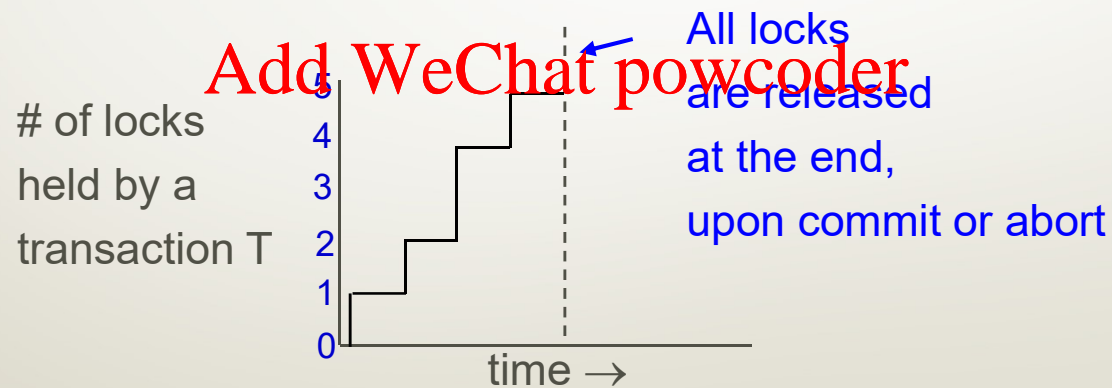 All locks
Add WeChat powcoder
are released
at the end,
upon commit or abort
# of locks
held by a
transaction T
5
4
3
2
1
0
time →